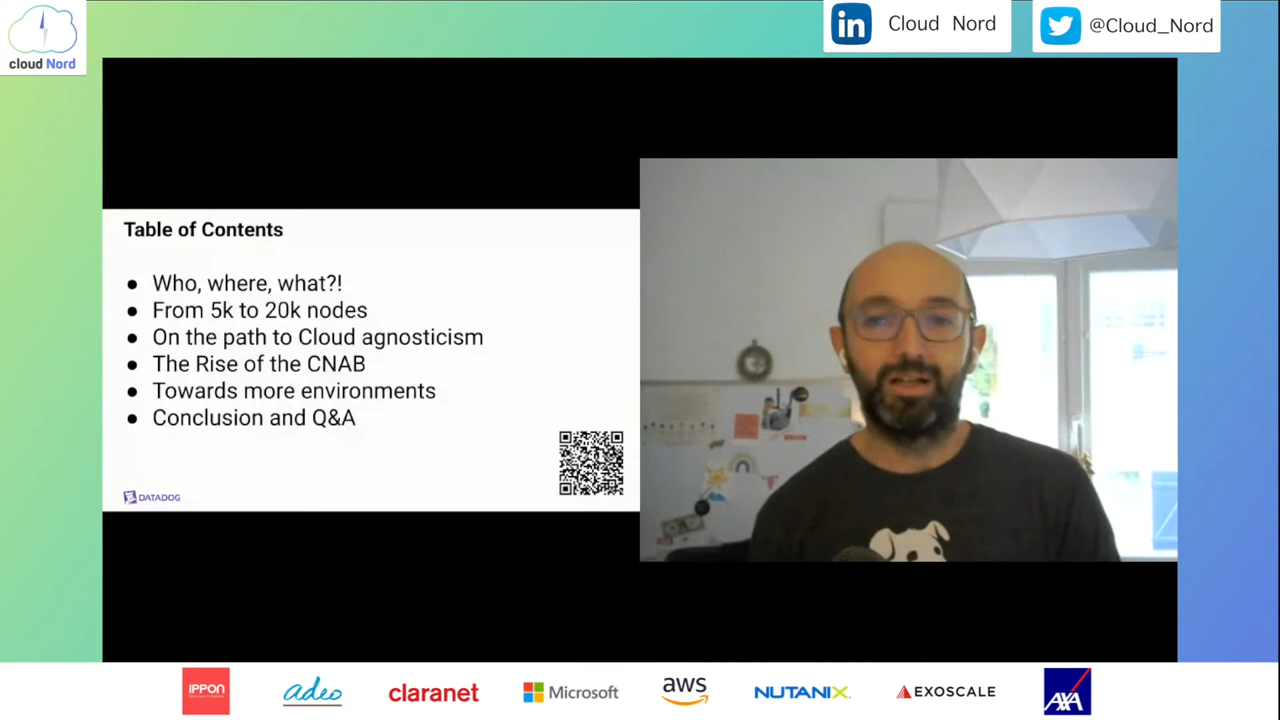 cloud Nord
Cloud Nord
@Cloud_Nord
Table of Contents
● Who, where, what?!
● From 5k to 20k nodes
● On the path to Cloud agnosticism
● The Rise of the CNAB
● Towards more environments
● Conclusion and Q&A
DATADOG
IPPON
adeo
claranet
Microsoft
aws
NUTANIX
EXOSCALE
AXA